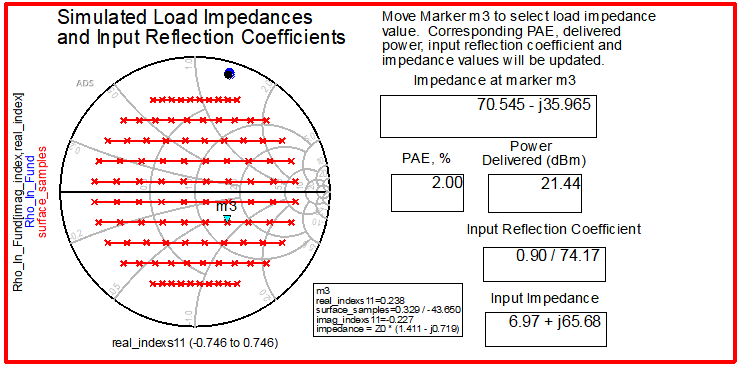 Simulated Load Impedances
and Input Reflection Coefficients
Move Marker m3 to select load impedance
value. Corresponding PAE, delivered
power, input reflection coefficient and
impedance values will be updated.
Impedance at marker m3
70.545 - j35.965
PAE, %
2.00
Power
Delivered (dBm)
21.44
Input Reflection Coefficient
0.90 / 74.17
Input Impedance
6.97 + j65.68
Rho_In_Fund[imag_index,real_index]
Rho_In_Fund
surface_samples
ADS
m3
m3
real_indexs11=0.238
surface_samples=0.329 / -43.650
imag_indexs11=-0.227
impedance = Z0 * (1.411 - j0.719)
real_indexs11 (-0.746 to 0.746)